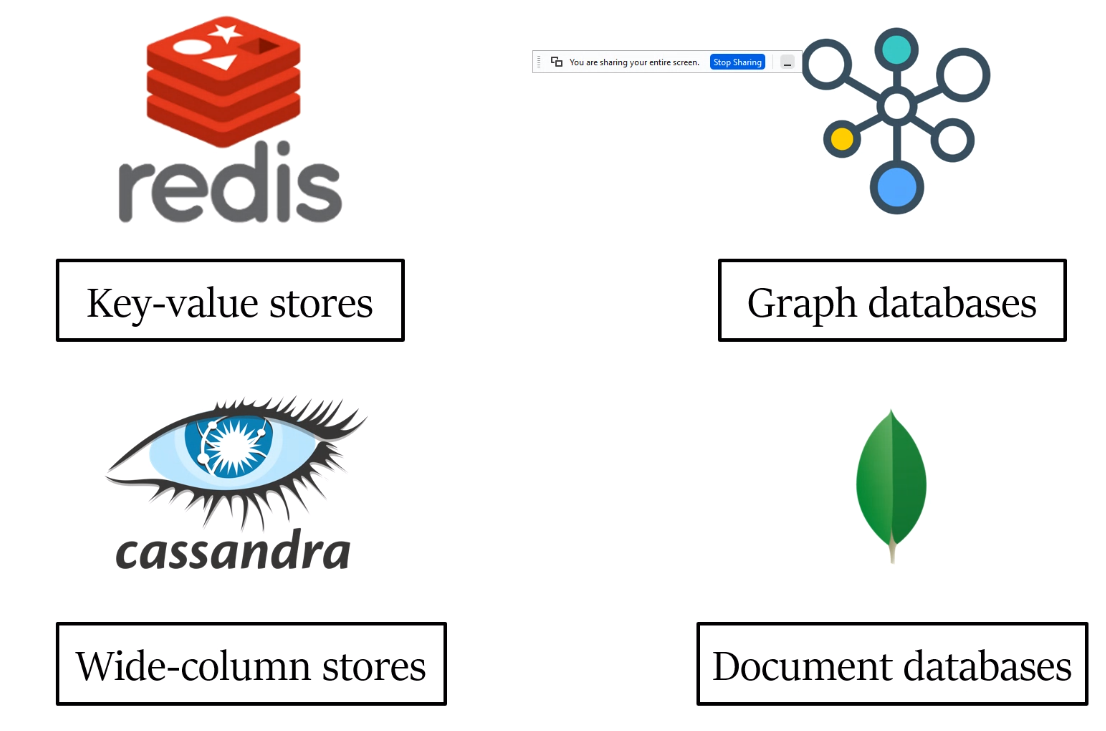 redis
You are sharing your entire screen. Stop Sharing
Key-value stores
Graph databases
cassandra
Wide-column stores
Document databases